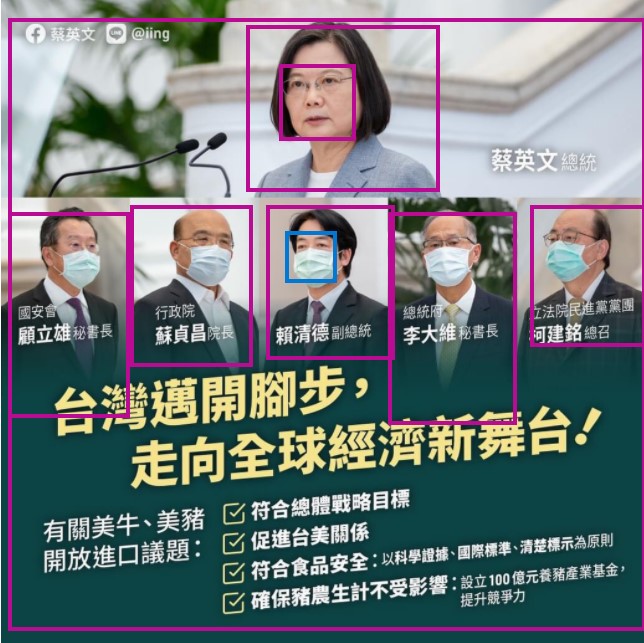 蔡英文 @iing
蔡英文總統
國安會
顧立雄秘書長
行政院
蘇貞昌院長
賴清德副總統
總統府
李大維秘書長
立法院民進黨黨團
柯建銘總召
台灣邁開腳步，
走向全球經濟新舞台！
有關美牛、美豬
開放進口議題：
符合總體戰略目標
促進台美關係
符合食品安全：以科學證據、國際標準、清楚標示為原則
確保豬農生計不受影響：設立100億元養豬產業基金，
提升競爭力